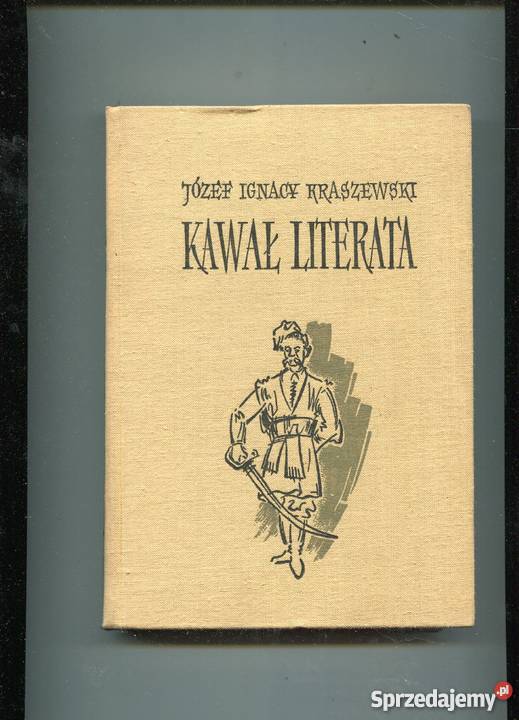 JÓZEF IGNACY KRASZEWSKI
KAWAŁ LITERATA
Sprzedajemy.pl